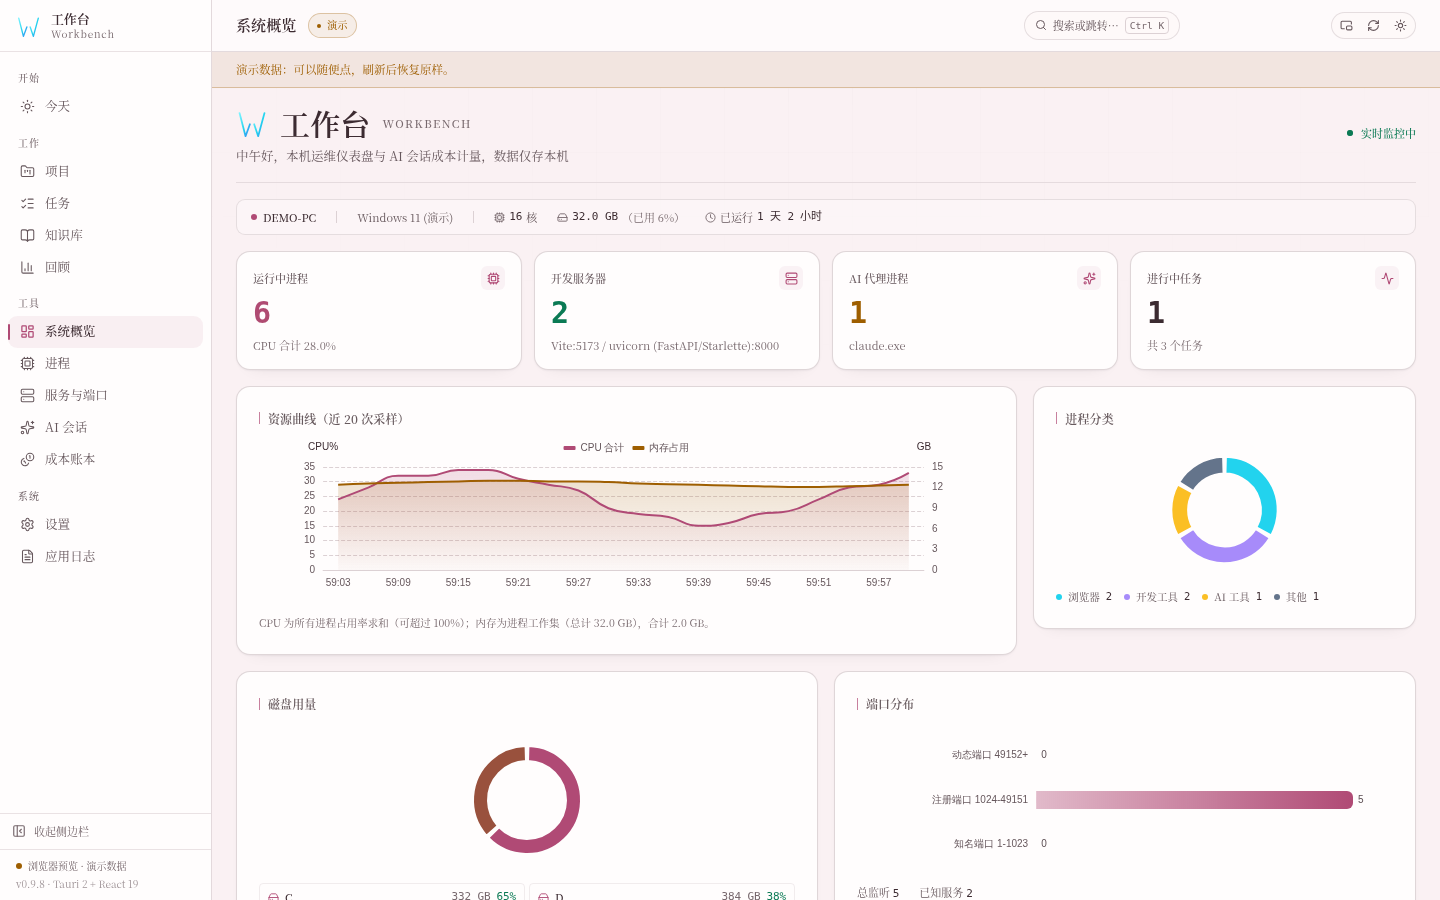 工作台
Workbench
开始
今天
工作
项目
任务
知识库
回顾
工具
系统概览
进程
服务与端口
AI 会话
成本账本
系统
设置
应用日志
收起侧边栏
浏览器预览 · 演示数据
v0.9.8 · Tauri 2 + React 19
系统概览
演示
搜索或跳转…
Ctrl K
演示数据：可以随便点，刷新后恢复原样。
工作台 WORKBENCH
中午好，本机运维仪表盘与 AI 会话成本计量，数据仅存本机
实时监控中
DEMO-PC
Windows 11 (演示)
16 核
32.0 GB （已用 6%）
已运行 1 天 2 小时
运行中进程
6
CPU 合计 28.0%
开发服务器
2
Vite:5173 / uvicorn (FastAPI/Starlette):8000
AI 代理进程
1
claude.exe
进行中任务
1
共 3 个任务
资源曲线（近 20 次采样）
CPU%
CPU 合计
内存占用
GB
35
30
25
20
15
10
5
0
15
12
9
6
3
0
59:03 59:09 59:15 59:21 59:27 59:33 59:39 59:45 59:51 59:57
CPU 为所有进程占用率求和（可超过 100%）；内存为进程工作集（总计 32.0 GB），合计 2.0 GB。
进程分类
浏览器 2
开发工具 2
AI 工具 1
其他 1
磁盘用量
C 332 GB 65%
D 384 GB 38%
端口分布
动态端口 49152+ 0
注册端口 1024-49151 5
知名端口 1-1023 0
总监听 5
已知服务 2